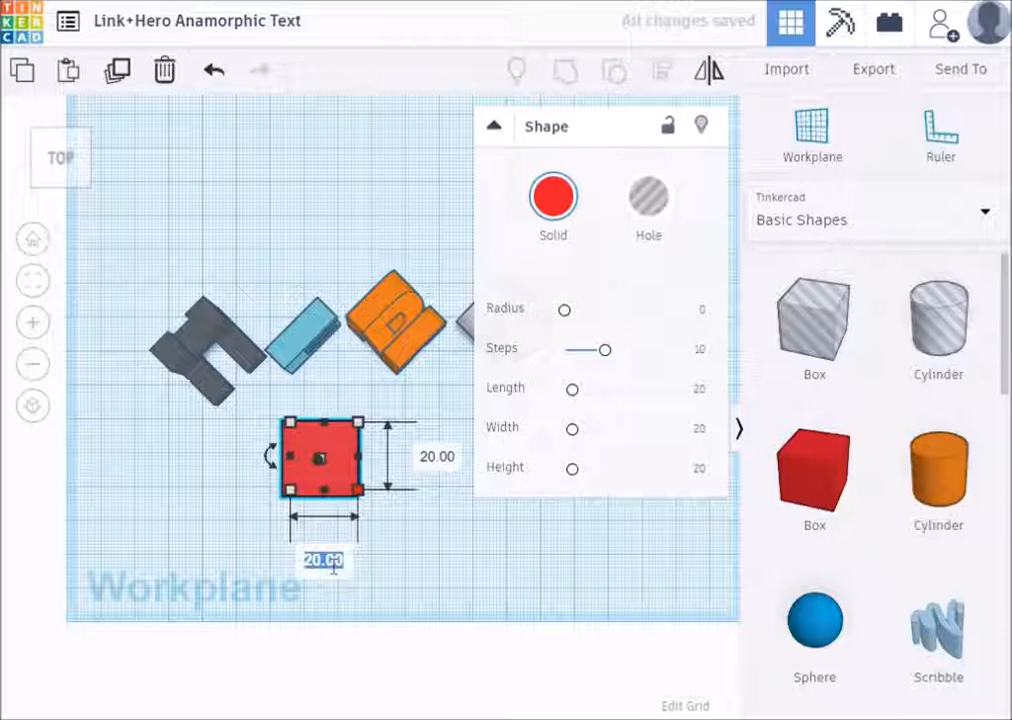 TIN
KER
CAD
Link+Hero Anamorphic Text
All changes saved
Import
Export
Send To
TOP
Shape
Solid
Hole
Radius
0
Steps
10
Length
20
Width
20
Height
20
20.00
20.00
Workplane
Workplane
Ruler
Tinkercad
Basic Shapes
Box
Cylinder
Box
Cylinder
Sphere
Scribble
Edit Grid